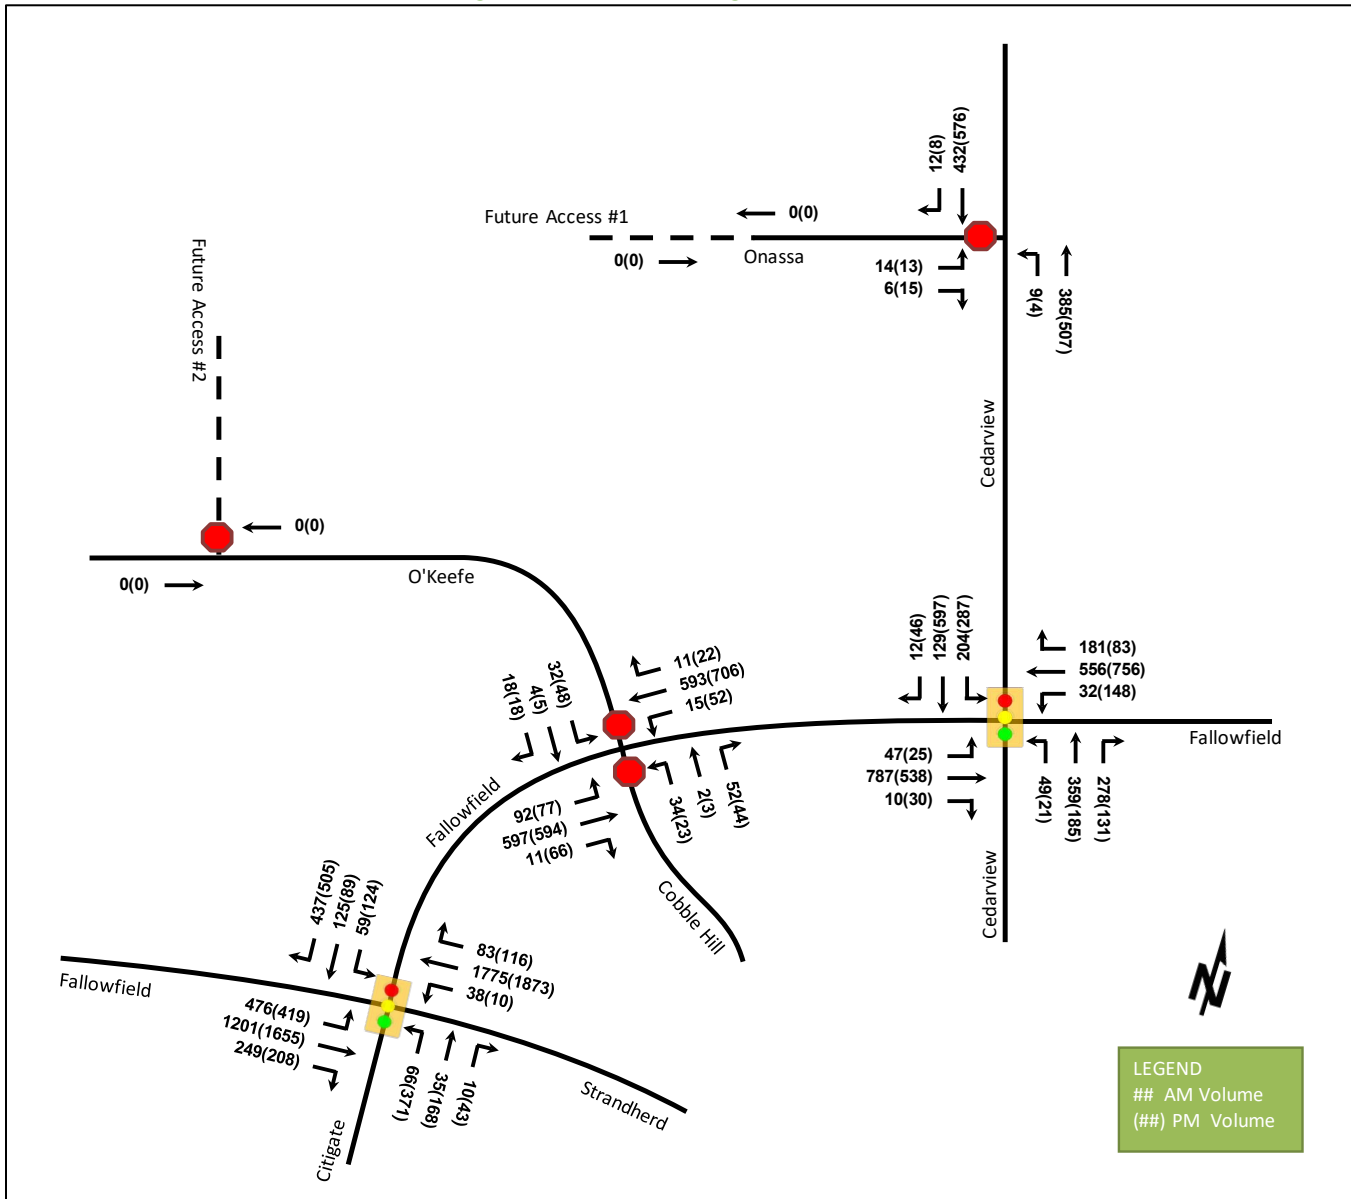 12(8)
432(576)
Future Access #1
0(0)
0(0)
Onassa
14(13)
6(15)
9(4)
385(507)
Future Access #2
Cedarview
0(0)
0(0)
O'Keefe
18(18)
4(5)
32(48)
11(22)
593(706)
15(52)
12(46)
129(597)
204(287)
181(83)
556(756)
32(148)
Fallowfield
47(25)
787(538)
10(30)
49(21)
359(185)
278(131)
Fallowfield
92(77)
597(594)
11(66)
34(23)
2(3)
52(44)
Cobble Hill
Cedarview
437(505)
125(89)
59(124)
83(116)
1775(1873)
38(10)
Fallowfield
476(419)
1201(1655)
249(208)
66(371)
35(168)
10(43)
Strandherd
Citigate
N
LEGEND
## AM Volume
(##) PM Volume